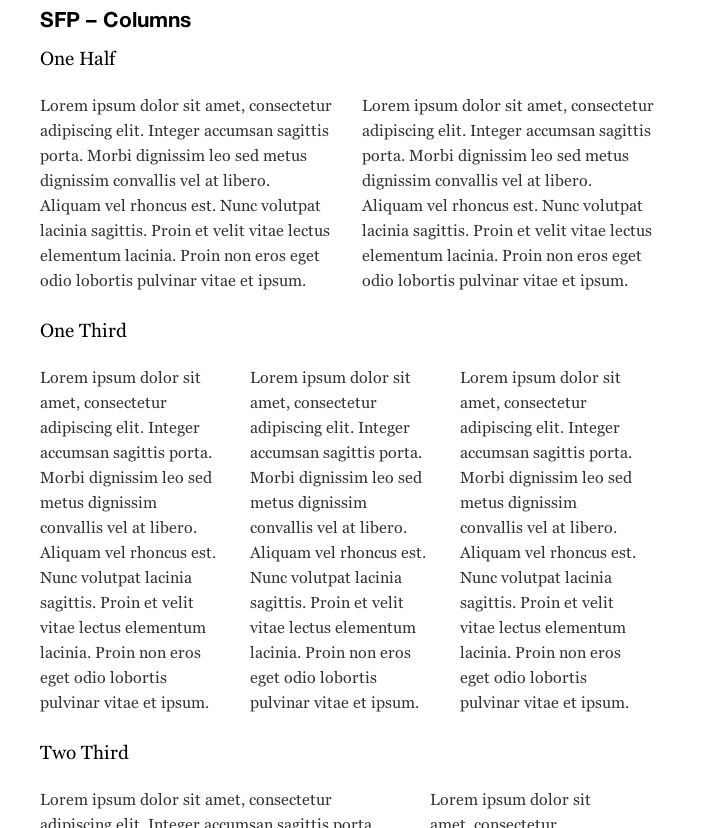 SFP – Columns
One Half
Lorem ipsum dolor sit amet, consectetur
adipiscing elit. Integer accumsan sagittis
porta. Morbi dignissim leo sed metus
dignissim convallis vel at libero.
Aliquam vel rhoncus est. Nunc volutpat
lacinia sagittis. Proin et velit vitae lectus
elementum lacinia. Proin non eros eget
odio lobortis pulvinar vitae et ipsum.
Lorem ipsum dolor sit amet, consectetur
adipiscing elit. Integer accumsan sagittis
porta. Morbi dignissim leo sed metus
dignissim convallis vel at libero.
Aliquam vel rhoncus est. Nunc volutpat
lacinia sagittis. Proin et velit vitae lectus
elementum lacinia. Proin non eros eget
odio lobortis pulvinar vitae et ipsum.
One Third
Lorem ipsum dolor sit
amet, consectetur
adipiscing elit. Integer
accumsan sagittis porta.
Morbi dignissim leo sed
metus dignissim
convallis vel at libero.
Aliquam vel rhoncus est.
Nunc volutpat lacinia
sagittis. Proin et velit
vitae lectus elementum
lacinia. Proin non eros
eget odio lobortis
pulvinar vitae et ipsum.
Lorem ipsum dolor sit
amet, consectetur
adipiscing elit. Integer
accumsan sagittis porta.
Morbi dignissim leo sed
metus dignissim
convallis vel at libero.
Aliquam vel rhoncus est.
Nunc volutpat lacinia
sagittis. Proin et velit
vitae lectus elementum
lacinia. Proin non eros
eget odio lobortis
pulvinar vitae et ipsum.
Lorem ipsum dolor sit
amet, consectetur
adipiscing elit. Integer
accumsan sagittis porta.
Morbi dignissim leo sed
metus dignissim
convallis vel at libero.
Aliquam vel rhoncus est.
Nunc volutpat lacinia
sagittis. Proin et velit
vitae lectus elementum
lacinia. Proin non eros
eget odio lobortis
pulvinar vitae et ipsum.
Two Third
Lorem ipsum dolor sit amet, consectetur
adipiscing elit. Integer accumsan sagittis porta.
Lorem ipsum dolor sit
amet, consectetur